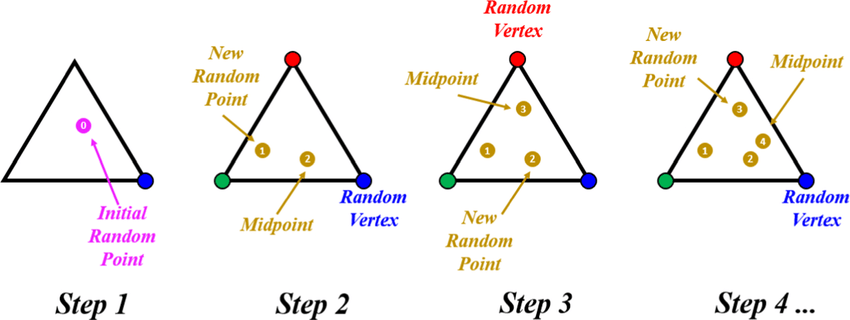 0
Initial
Random
Point
Step 1
New
Random
Point
1
2
Midpoint
Random
Vertex
Step 2
Random
Vertex
Midpoint
3
1
2
New
Random
Point
Step 3
New
Random
Point
Midpoint
3
4
1
2
Random
Vertex
Step 4 ...